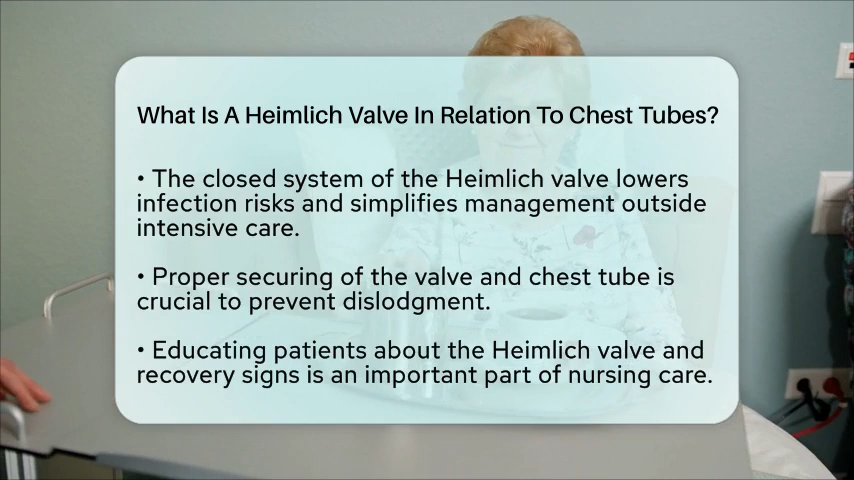 What Is A Heimlich Valve In Relation To Chest Tubes?
• The closed system of the Heimlich valve lowers
infection risks and simplifies management outside
intensive care.
• Proper securing of the valve and chest tube is
crucial to prevent dislodgment.
• Educating patients about the Heimlich valve and
recovery signs is an important part of nursing care.